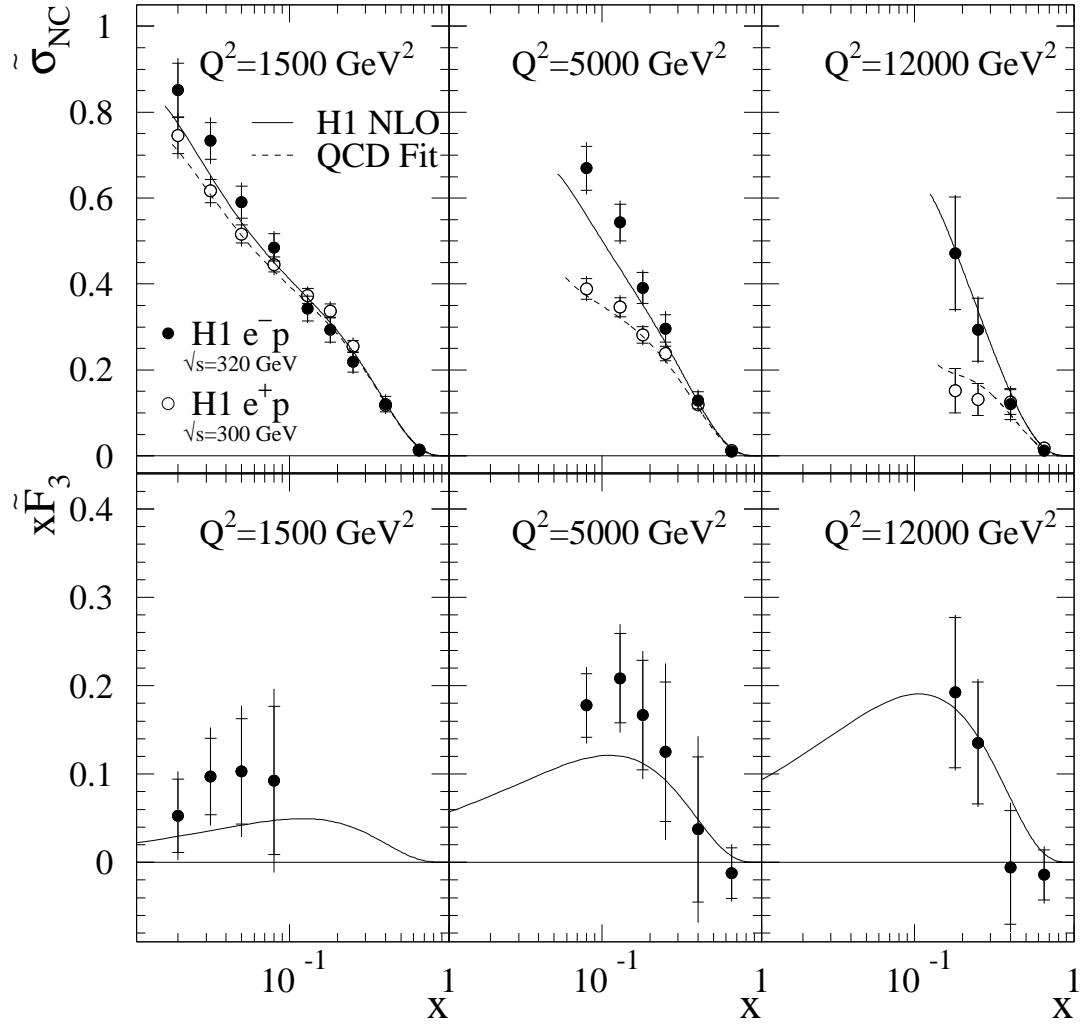 σ̃_NC
1
0.8
0.6
0.4
0.2
0
Q²=1500 GeV²
H1 NLO
QCD Fit
H1 e⁻p
√s=320 GeV
H1 e⁺p
√s=300 GeV
Q²=5000 GeV²
Q²=12000 GeV²
xF̃₃
0.4
0.3
0.2
0.1
0
Q²=1500 GeV²
Q²=5000 GeV²
Q²=12000 GeV²
10⁻¹ 1 10⁻¹ 1 10⁻¹ 1
x x x